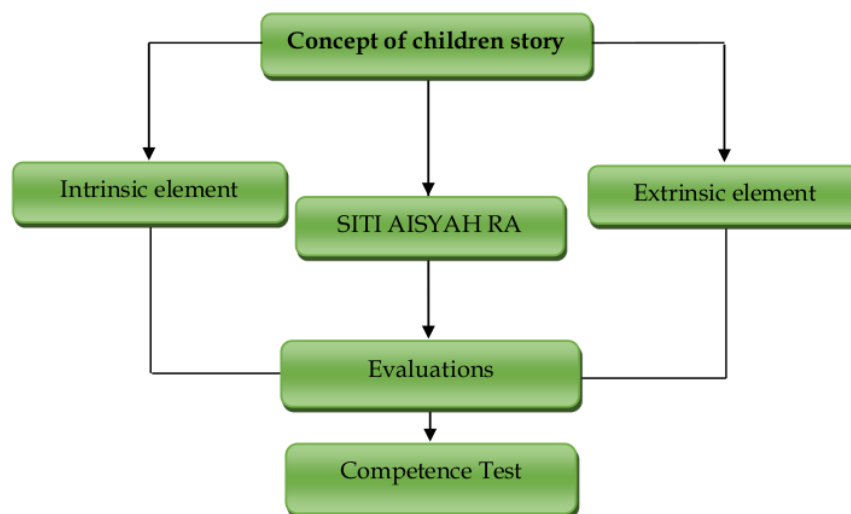 Concept of children story
Intrinsic element
Extrinsic element
SITI AISYAH RA
Evaluations
Competence Test